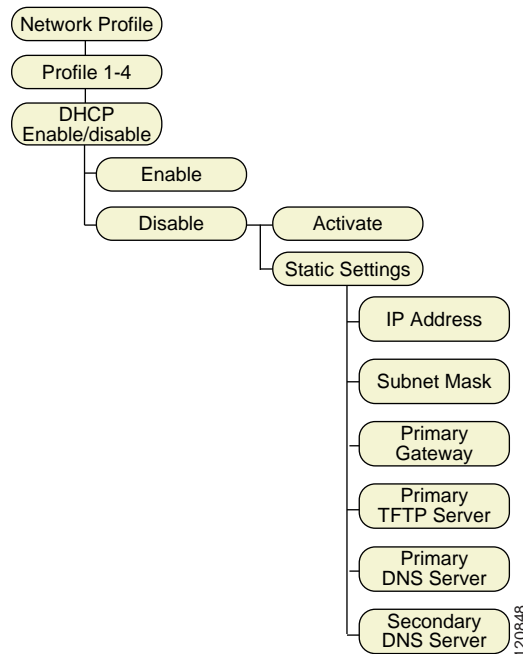 Network Profile
Profile 1-4
DHCP
Enable/disable
Enable
Disable
Activate
Static Settings
IP Address
Subnet Mask
Primary
Gateway
Primary
TFTP Server
Primary
DNS Server
Secondary
DNS Server
120848